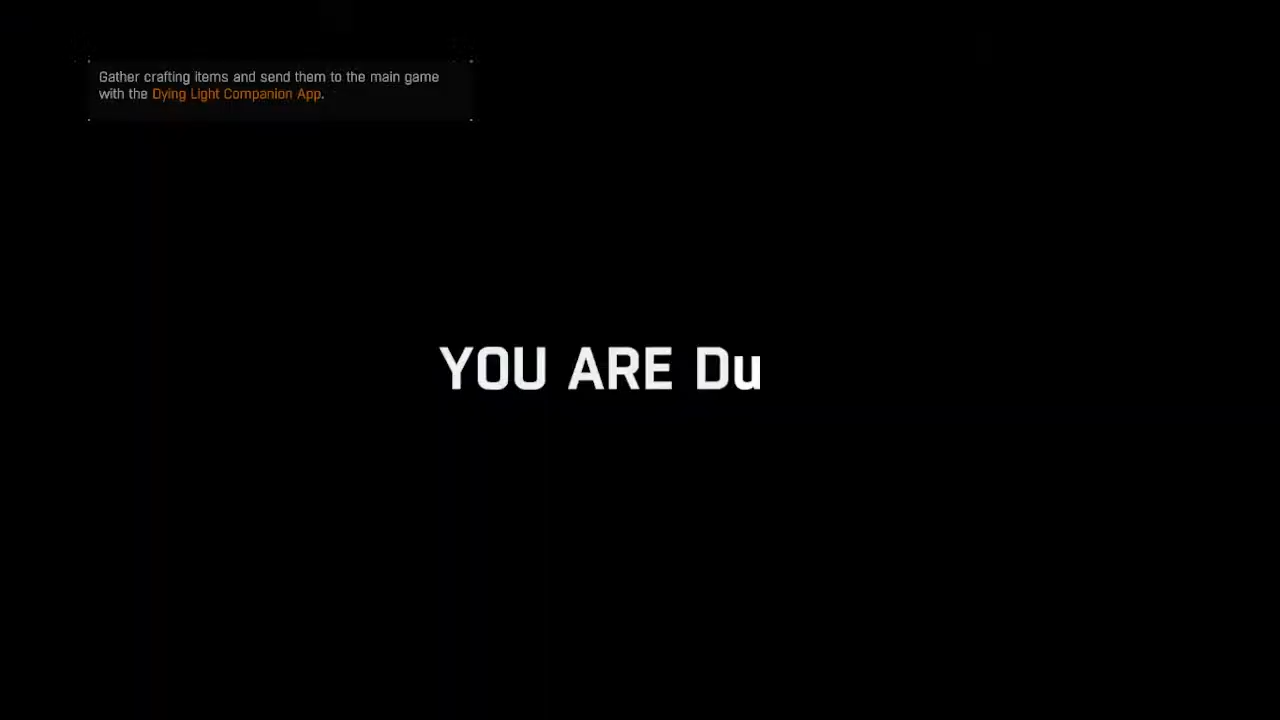 Gather crafting items and send them to the main game
with the Dying Light Companion App.
YOU ARE Du